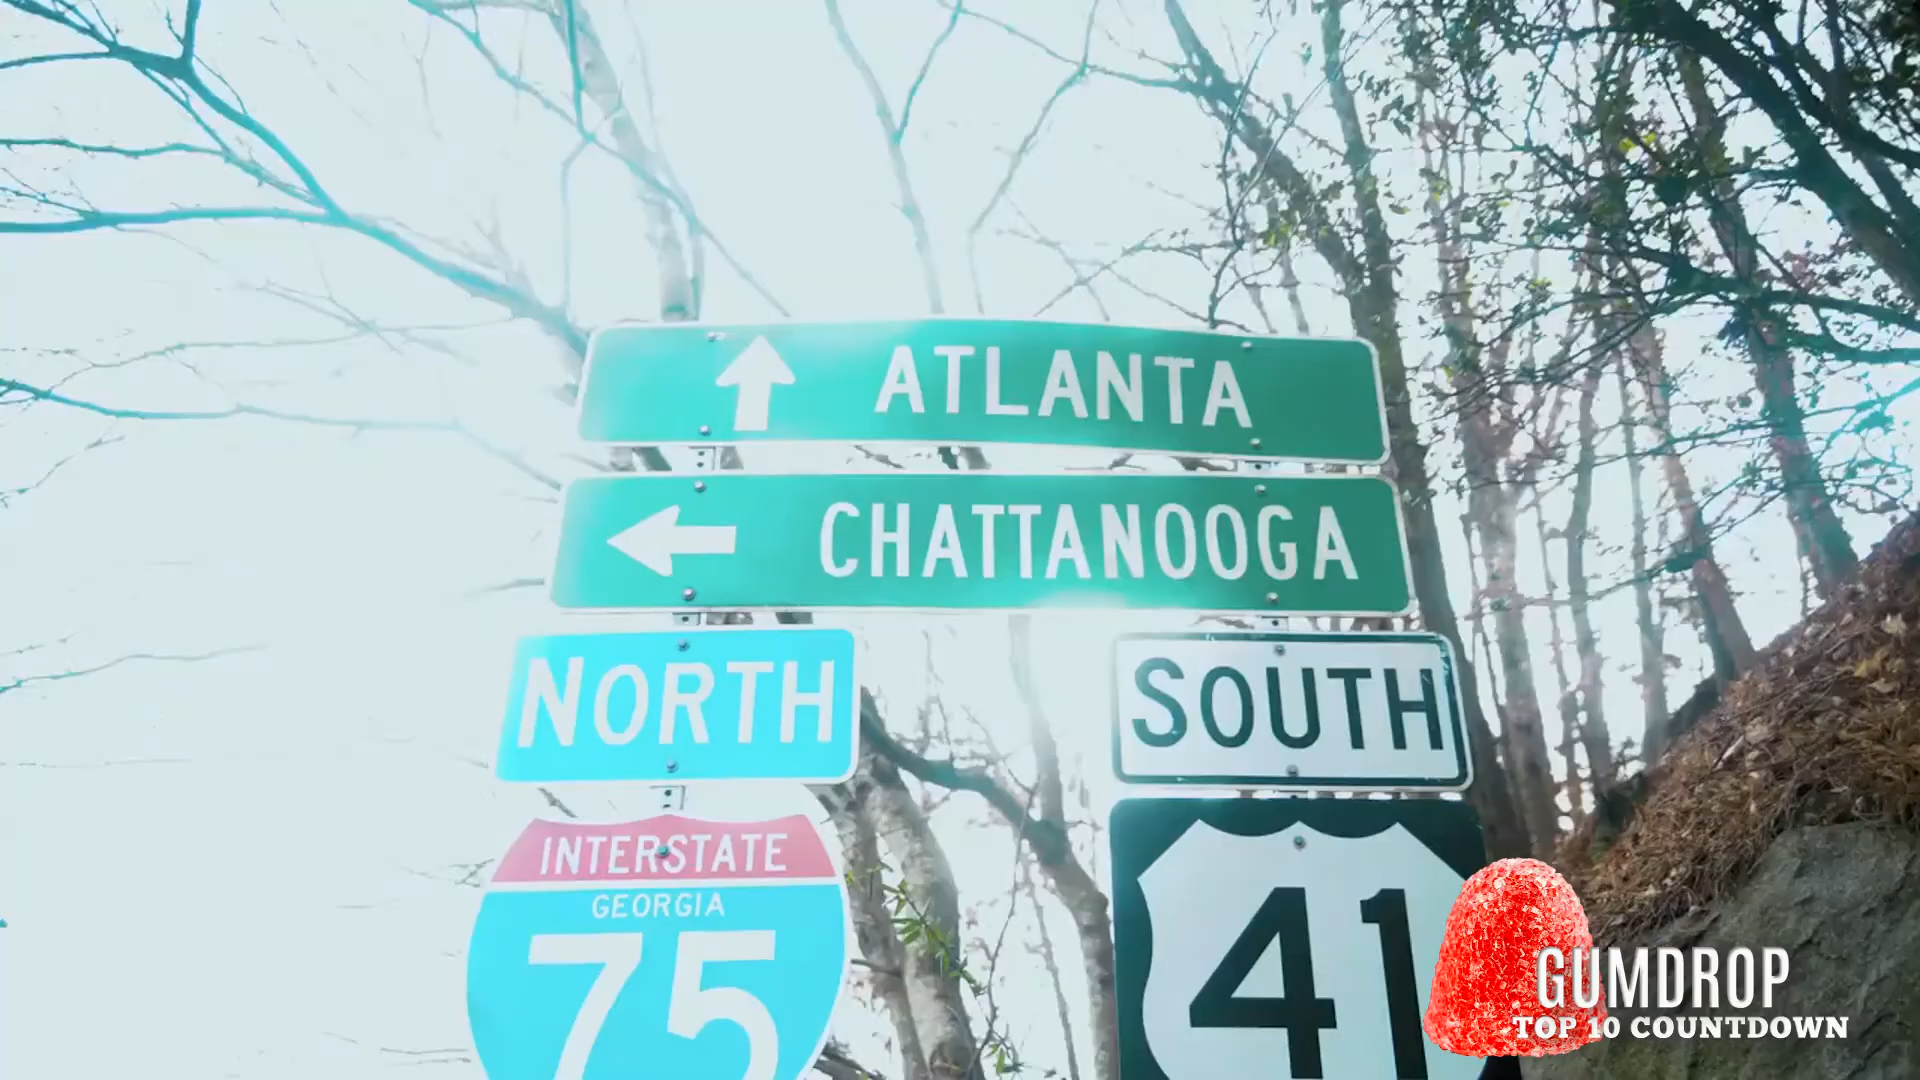 ATLANTA
CHATTANOOGA
NORTH
SOUTH
INTERSTATE
GEORGIA
75
41
GUMDROP
TOP 10 COUNTDOWN